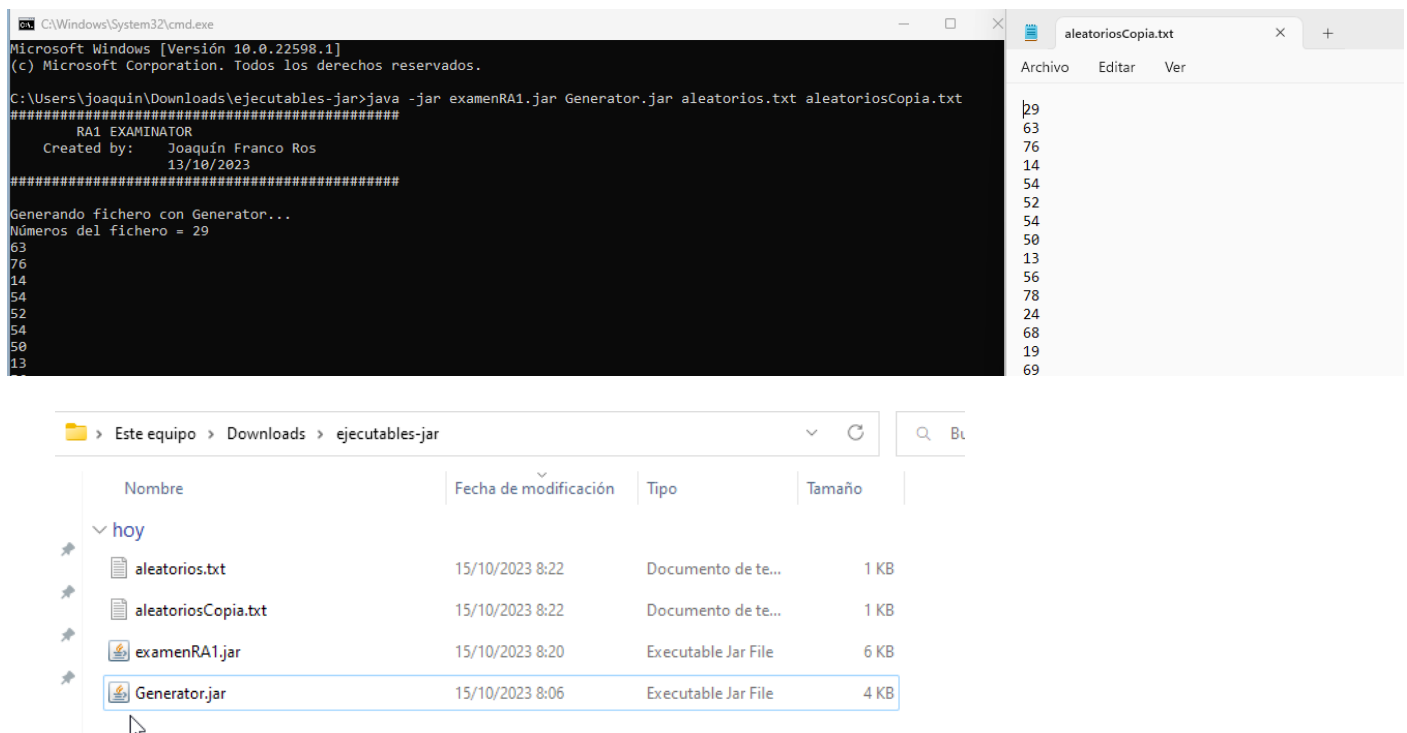 C:\Windows\System32\cmd.exe
Microsoft Windows [Versión 10.0.22598.1]
(c) Microsoft Corporation. Todos los derechos reservados.
C:\Users\joaquin\Downloads\ejecutables-jar>java -jar examenRA1.jar Generator.jar aleatorios.txt aleatoriosCopia.txt
###############################################
RA1 EXAMINATOR
Created by: Joaquín Franco Ros
13/10/2023
###############################################
Generando fichero con Generator...
Números del fichero = 29
63
76
14
54
52
54
50
13
aleatoriosCopia.txt
Archivo Editar Ver
29
63
76
14
54
52
54
50
13
56
78
24
68
19
69
Este equipo > Downloads > ejecutables-jar
Nombre Fecha de modificación Tipo Tamaño
hoy
aleatorios.txt 15/10/2023 8:22 Documento de te... 1 KB
aleatoriosCopia.txt 15/10/2023 8:22 Documento de te... 1 KB
examenRA1.jar 15/10/2023 8:20 Executable Jar File 6 KB
Generator.jar 15/10/2023 8:06 Executable Jar File 4 KB